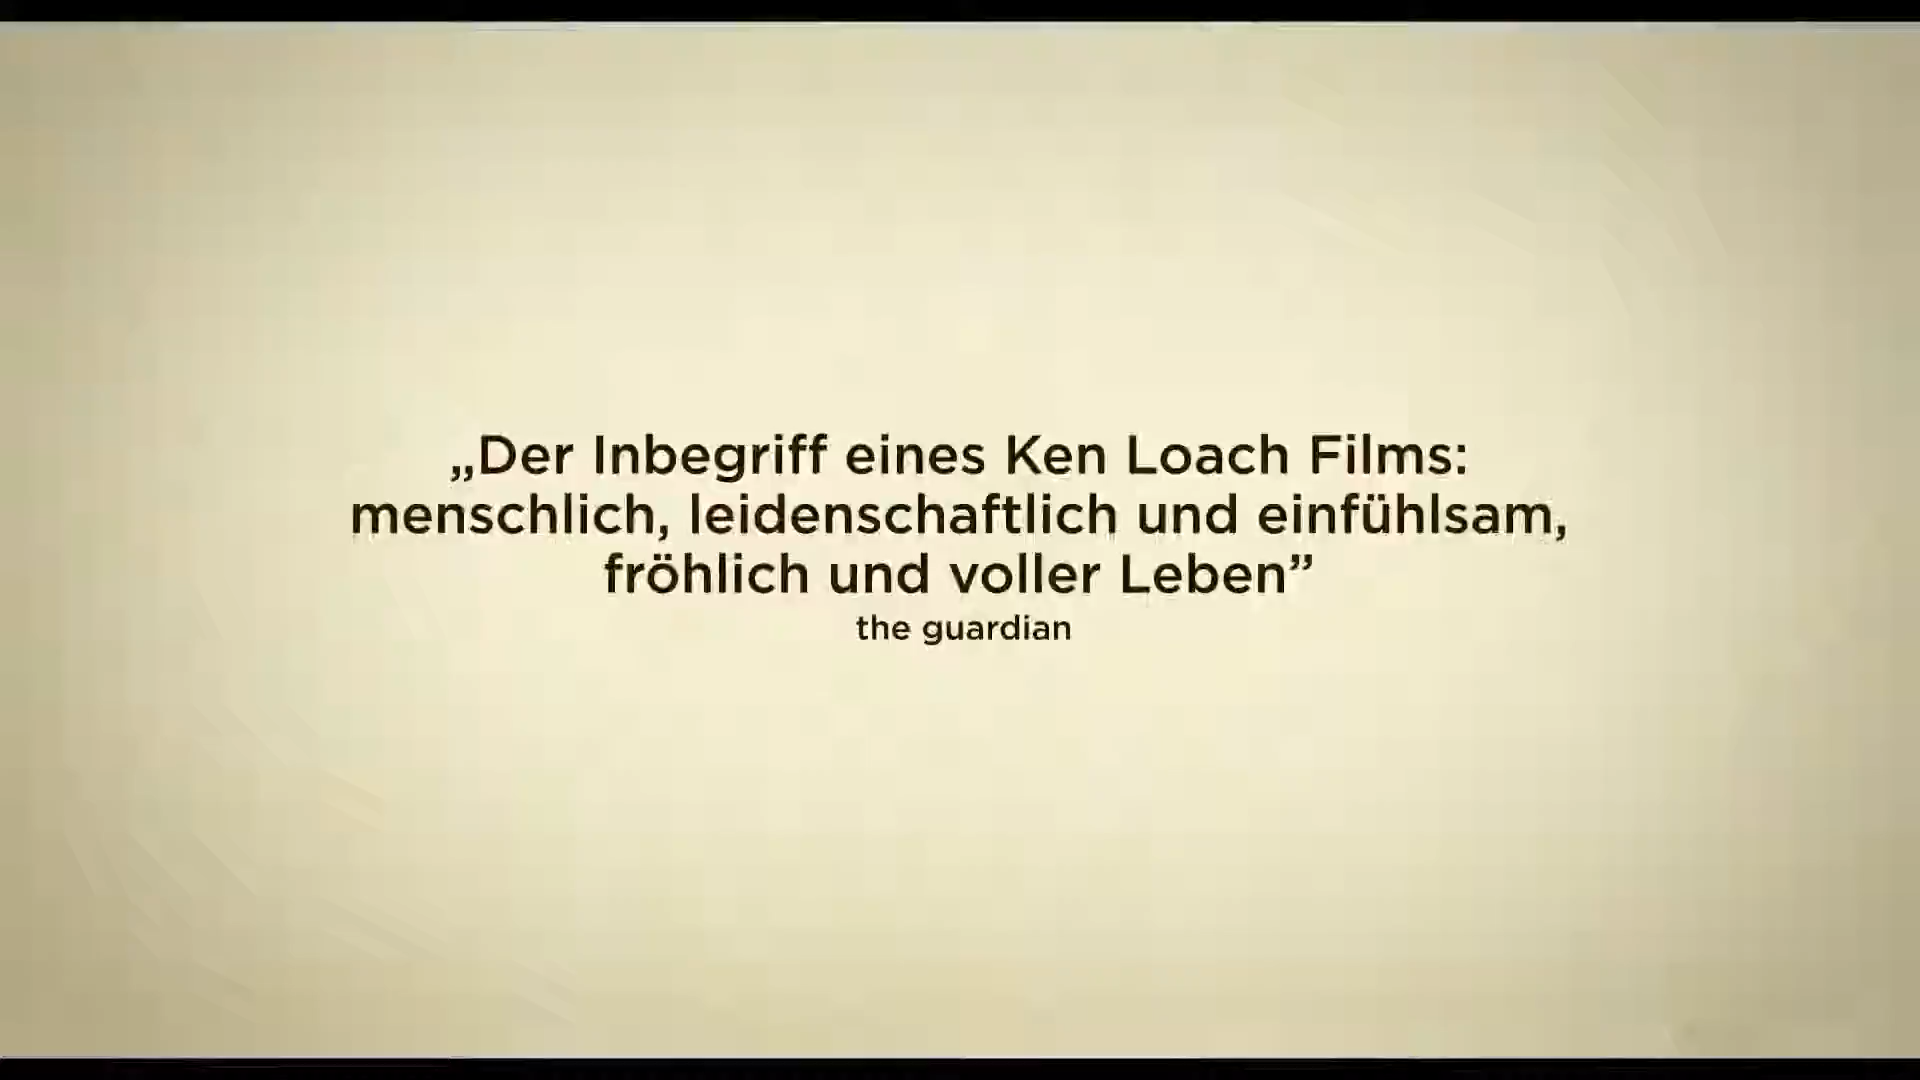 „Der Inbegriff eines Ken Loach Films:
menschlich, leidenschaftlich und einfühlsam,
fröhlich und voller Leben”
the guardian